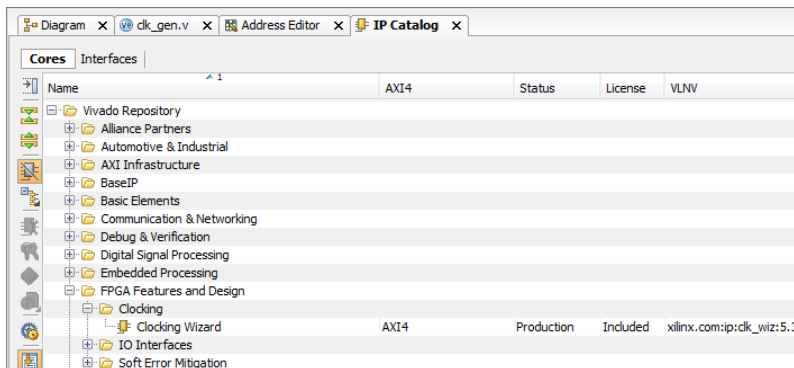 Diagram clk_gen.v Address Editor IP Catalog
Cores Interfaces
Name 1 AXI4 Status License VLNV
Vivado Repository
Alliance Partners
Automotive & Industrial
AXI Infrastructure
BaseIP
Basic Elements
Communication & Networking
Debug & Verification
Digital Signal Processing
Embedded Processing
FPGA Features and Design
Clocking
Clocking Wizard AXI4 Production Included xilinx.com:ip:clk_wiz:5.3
IO Interfaces
Soft Error Mitigation